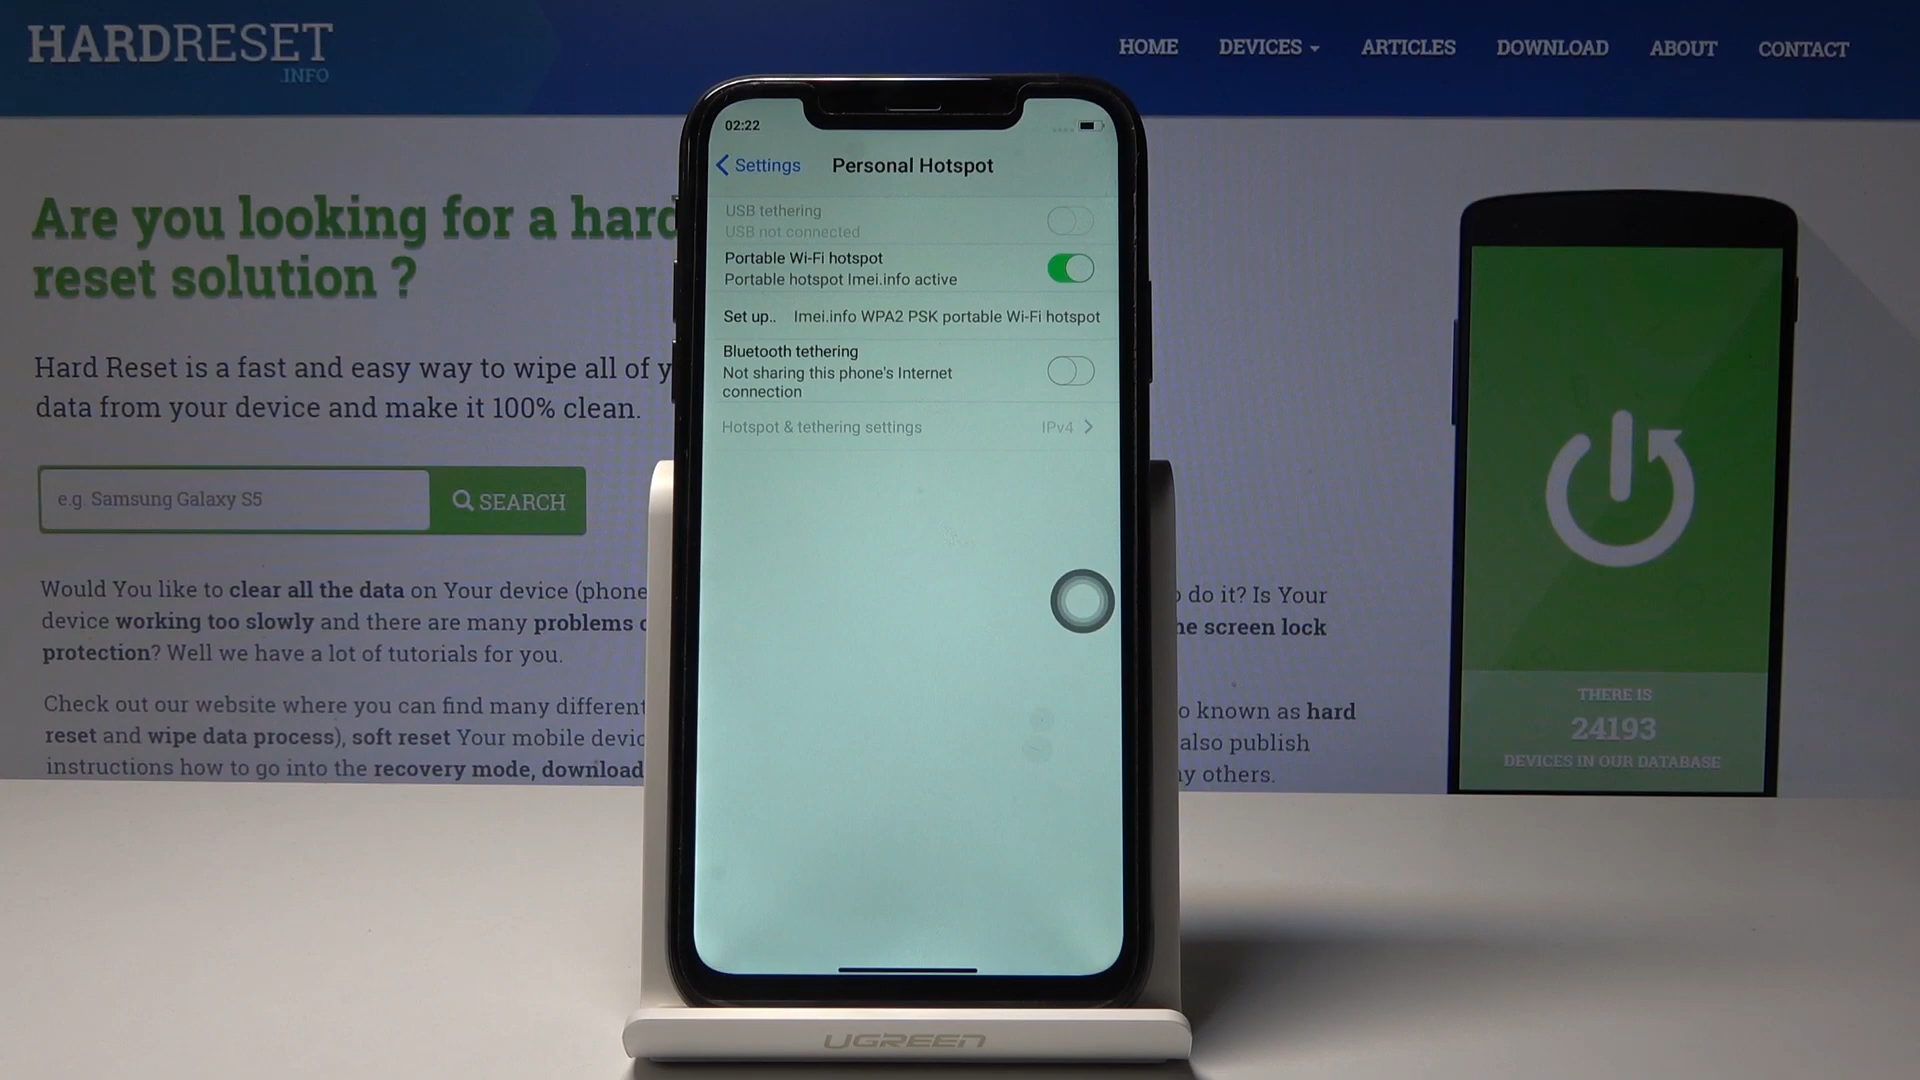 HARDRESET
.INFO
HOME DEVICES ARTICLES DOWNLOAD ABOUT CONTACT
Are you looking for a hard
reset solution ?
Hard Reset is a fast and easy way to wipe all of
data from your device and make it 100% clean.
e.g. Samsung Galaxy S5
SEARCH
Would You like to clear all the data on Your device (phone
device working too slowly and there are many problems
protection? Well we have a lot of tutorials for you.
Check out our website where you can find many different
reset and wipe data process), soft reset Your mobile
instructions how to go into the recovery mode, download
02:22
Settings
Personal Hotspot
USB tethering
USB not connected
Portable Wi-Fi hotspot
Portable hotspot Imei.info active
Set up.. Imei.info WPA2 PSK portable Wi-Fi hotspot
Bluetooth tethering
Not sharing this phone's Internet
connection
Hotspot & tethering settings IPv4
UGREEN
do it? Is Your
screen lock
known as hard
also publish
others.
THERE IS
24193
DEVICES IN OUR DATABASE